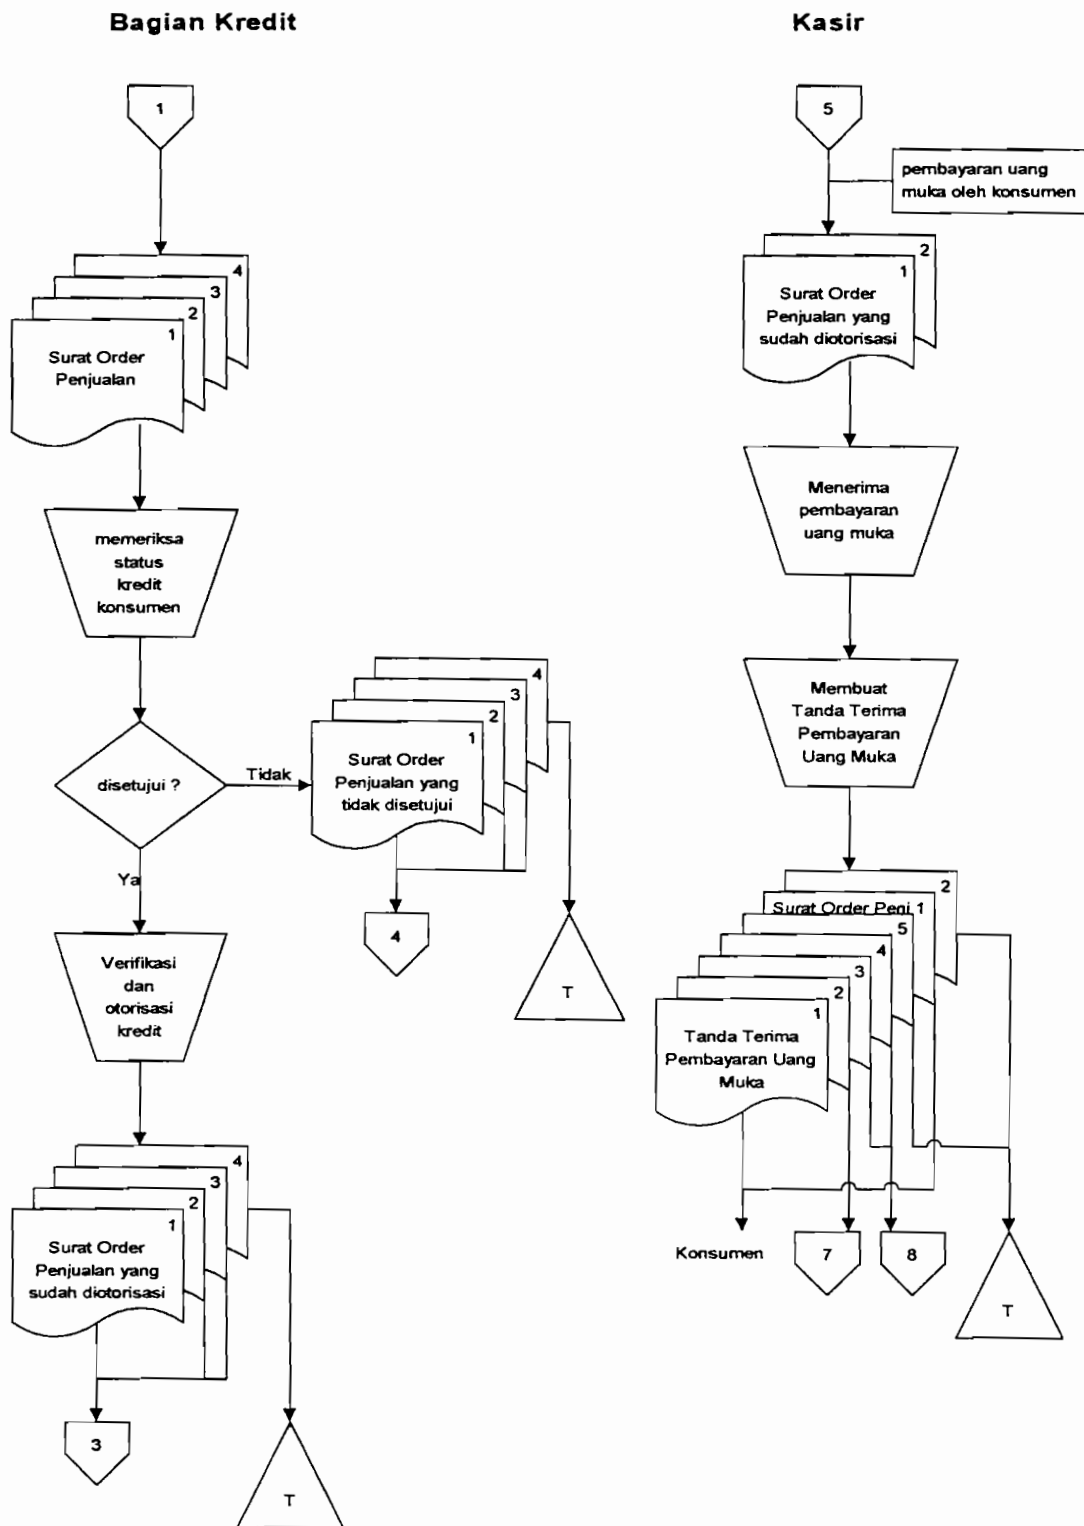 Bagian Kredit
1
4
3
2
1
Surat Order
Penjualan
memeriksa
status
kredit
konsumen
disetujui ?
Tidak
4
3
2
1
Surat Order
Penjualan yang
tidak disetujui
4
T
Ya
Verifikasi
dan
otorisasi
kredit
4
3
2
1
Surat Order
Penjualan yang
sudah diotorisasi
3
T
Kasir
5
pembayaran uang
muka oleh konsumen
2
1
Surat Order
Penjualan yang
sudah diotorisasi
Menerima
pembayaran
uang muka
Membuat
Tanda Terima
Pembayaran
Uang Muka
2
Surat Order Penj 1
5
4
3
2
1
Tanda Terima
Pembayaran Uang
Muka
Konsumen
7
8
T